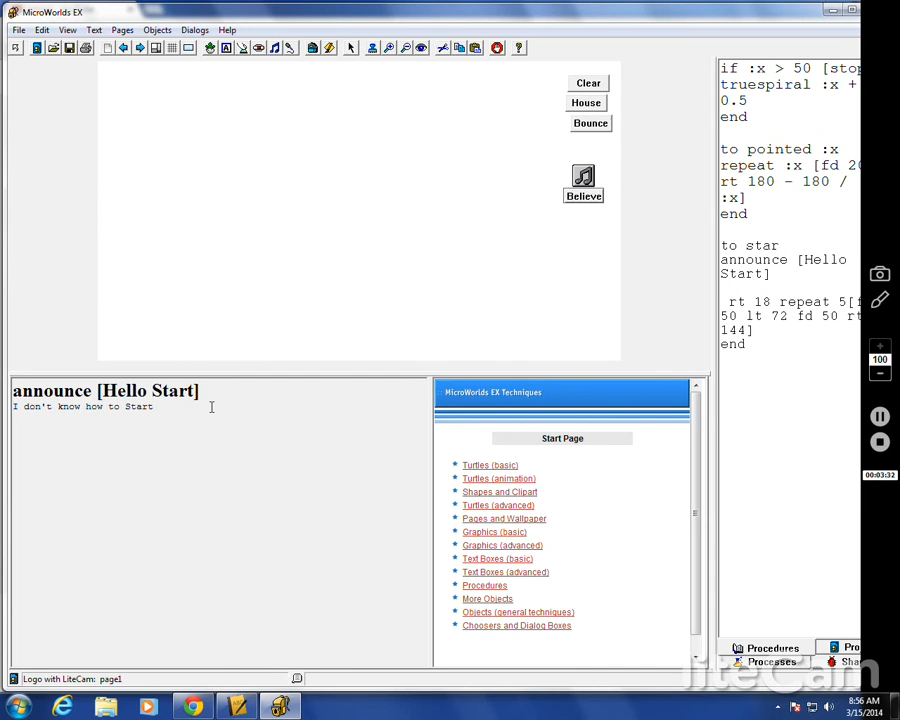 MicroWorlds EX
File Edit View Text Pages Objects Dialogs Help
Clear
House
Bounce
Believe
if :x > 50 [stop
truespiral :x +
0.5
end
to pointed :x
repeat :x [fd 20
rt 180 - 180 /
:x]
end
to star
announce [Hello
Start]
rt 18 repeat 5[f
50 lt 72 fd 50 rt
144]
end
100
00:03:32
announce [Hello Start]
I don't know how to Start
MicroWorlds EX Techniques
Start Page
Turtles (basic)
Turtles (animation)
Shapes and Clipart
Turtles (advanced)
Pages and Wallpaper
Graphics (basic)
Graphics (advanced)
Text Boxes (basic)
Text Boxes (advanced)
Procedures
More Objects
Objects (general techniques)
Choosers and Dialog Boxes
Procedures
Pro
Processes
Sha
liteCam
Logo with LiteCam: page1
8:56 AM
3/15/2014